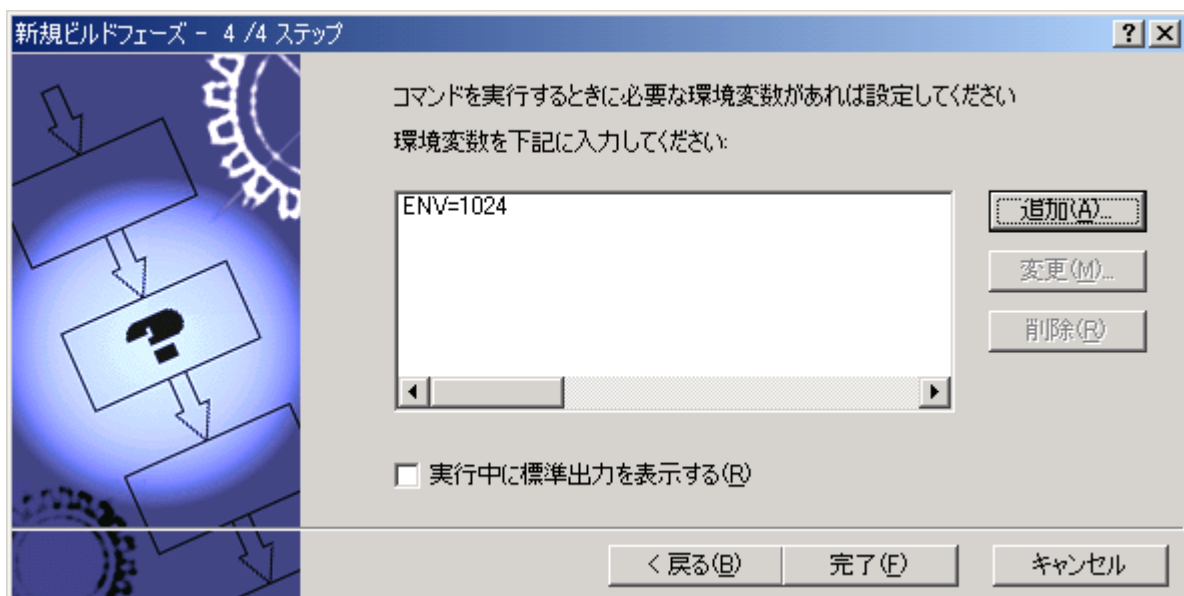 新規ビルドフェーズ - 4 /4 ステップ
コマンドを実行するときに必要な環境変数があれば設定してください
環境変数を下記に入力してください:
ENV=1024
追加(A)...
変更(M)...
削除(R)
実行中に標準出力を表示する(R)
< 戻る(B)
完了(F)
キャンセル